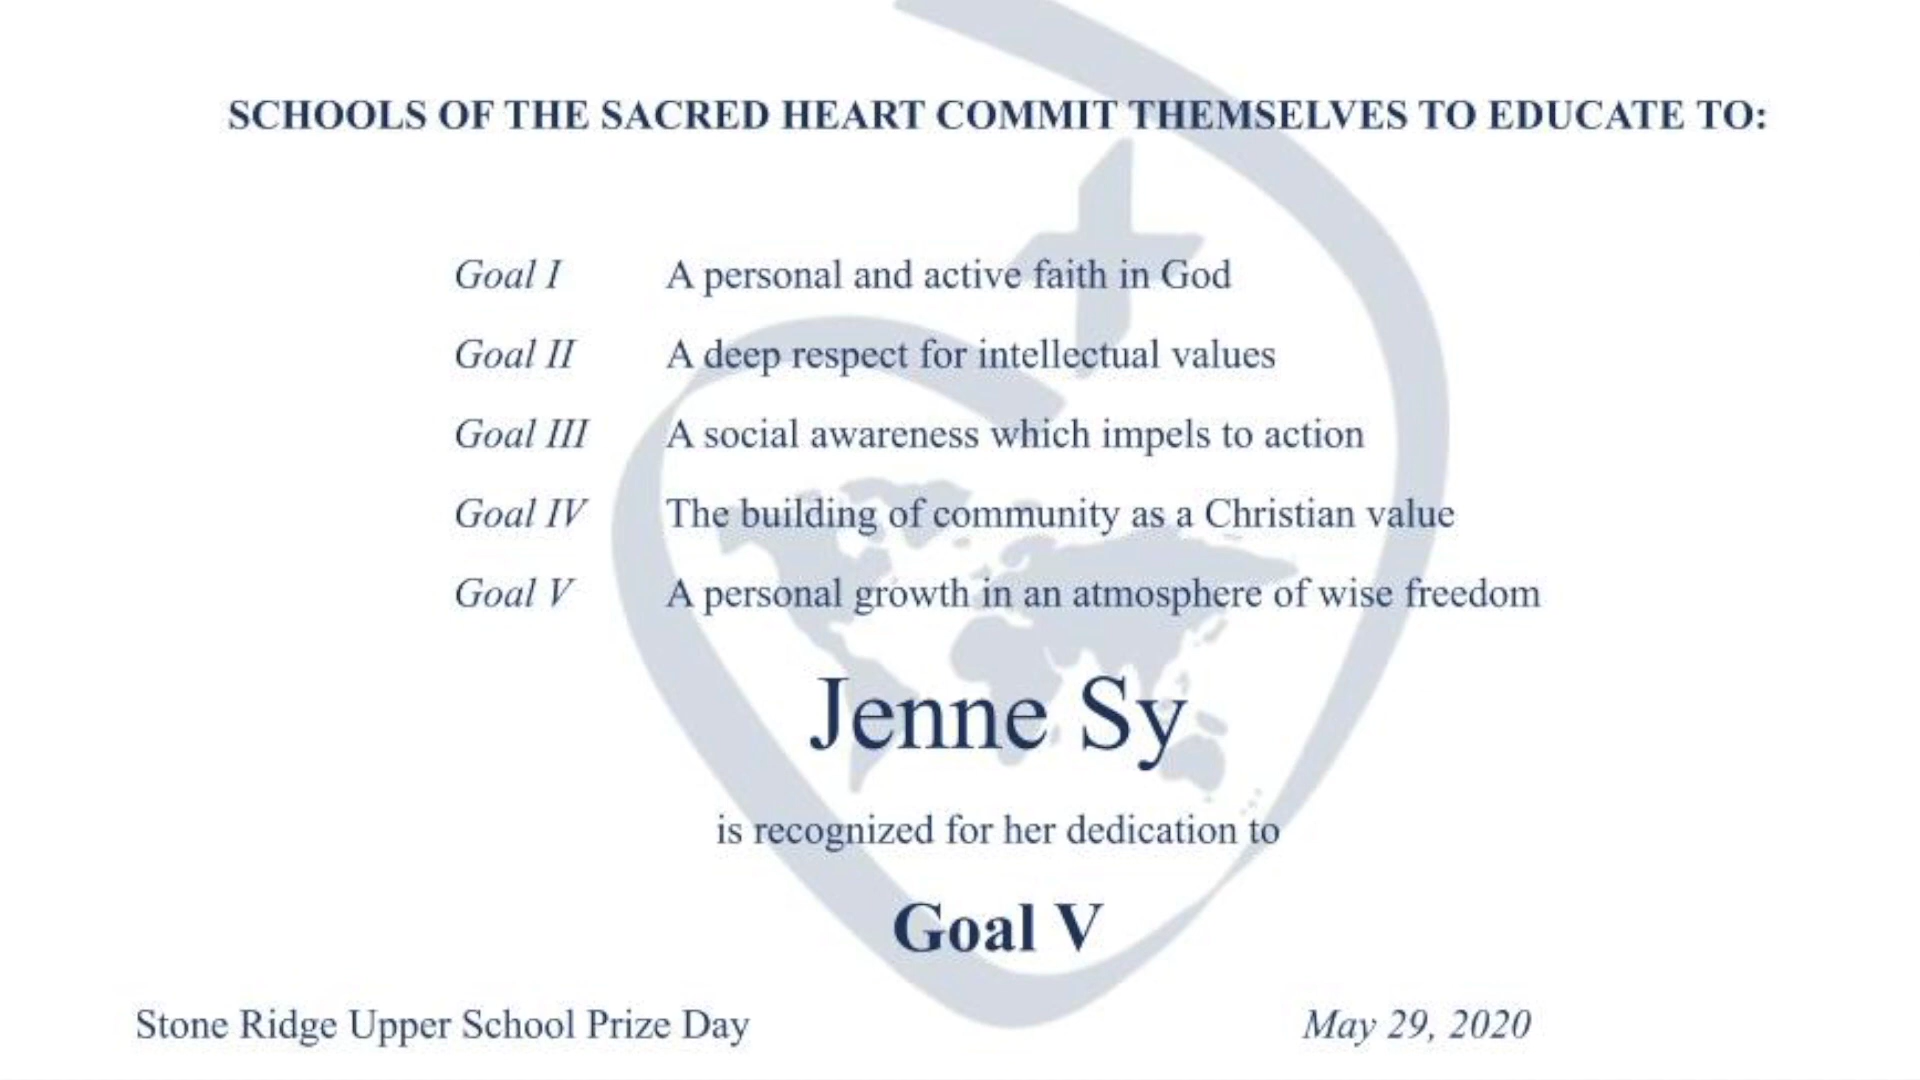 SCHOOLS OF THE SACRED HEART COMMIT THEMSELVES TO EDUCATE TO:
Goal I A personal and active faith in God
Goal II A deep respect for intellectual values
Goal III A social awareness which impels to action
Goal IV The building of community as a Christian value
Goal V A personal growth in an atmosphere of wise freedom
Jenne Sy
is recognized for her dedication to
Goal V
Stone Ridge Upper School Prize Day May 29, 2020